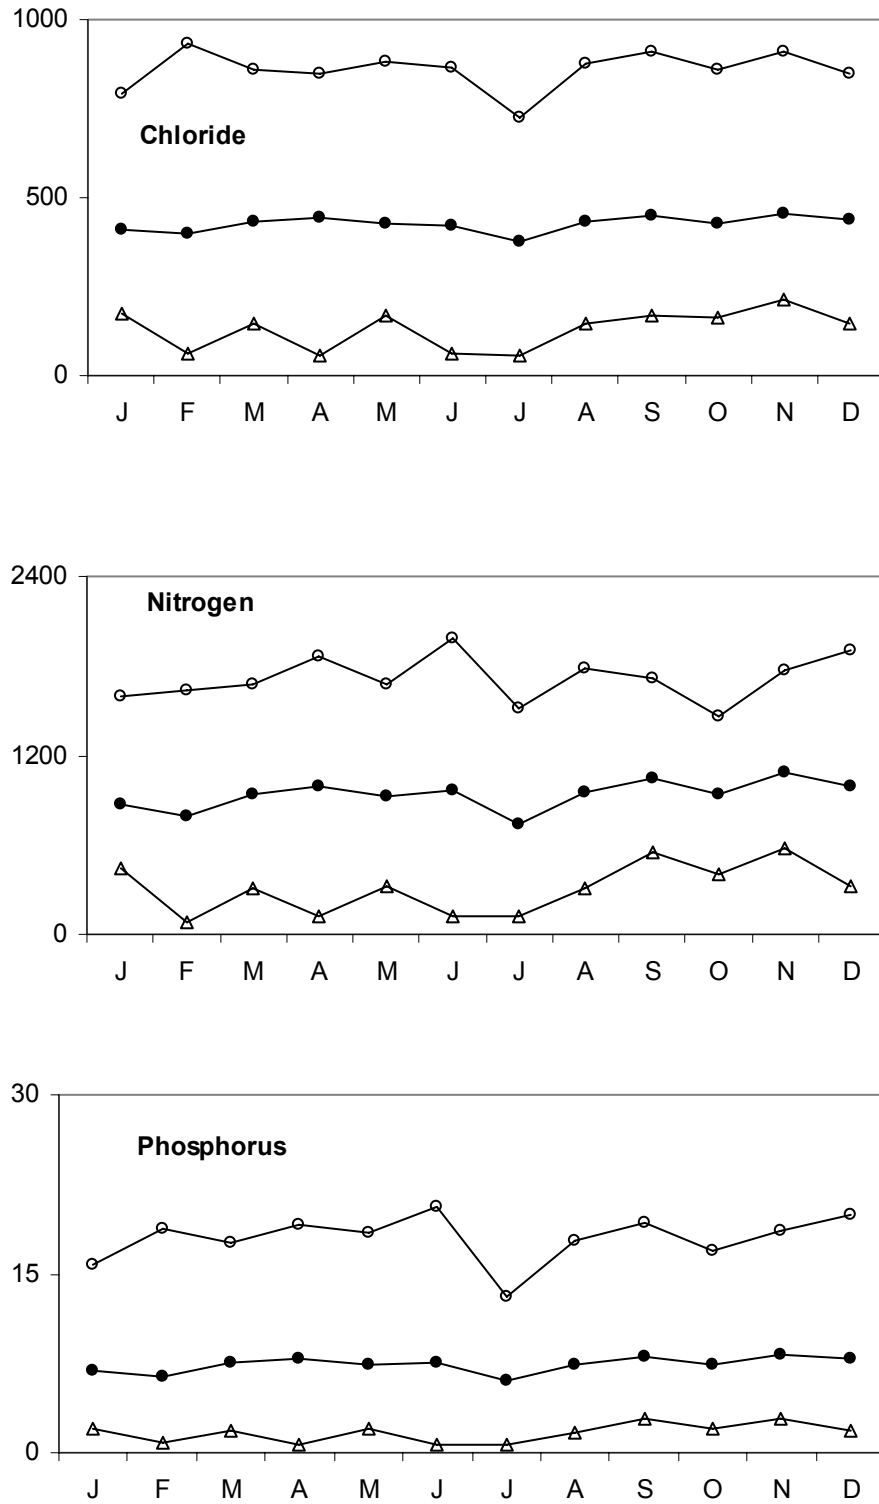 1000
Chloride
500
0
J F M A M J J A S O N D
2400
Nitrogen
1200
0
J F M A M J J A S O N D
30
Phosphorus
15
0
J F M A M J J A S O N D